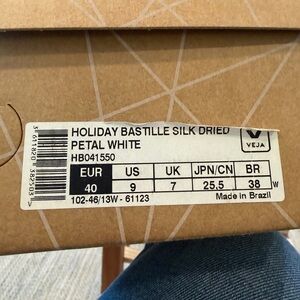 HOLIDAY BASTILLE SILK DRIED
PETAL WHITE
HB041550
VEJA
EUR US UK JPN/CN BR
40 9 7 25.5 38 W
102-46/13W - 61123
Made in Brazil